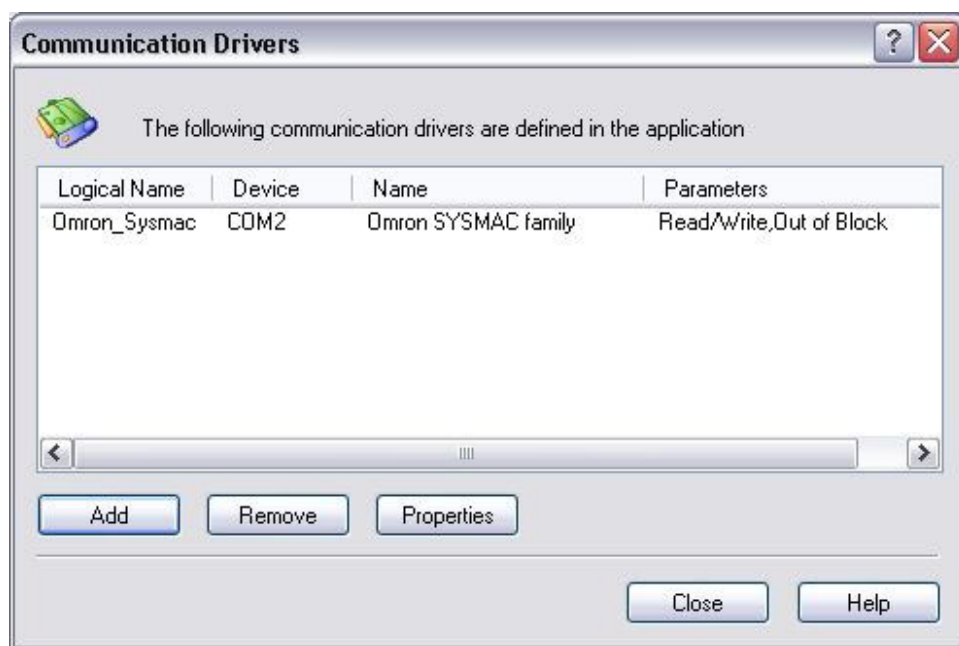 Communication Drivers
The following communication drivers are defined in the application
Logical Name Device Name Parameters
Omron_Sysmac COM2 Omron SYSMAC family Read/Write,Out of Block
Add Remove Properties
Close Help